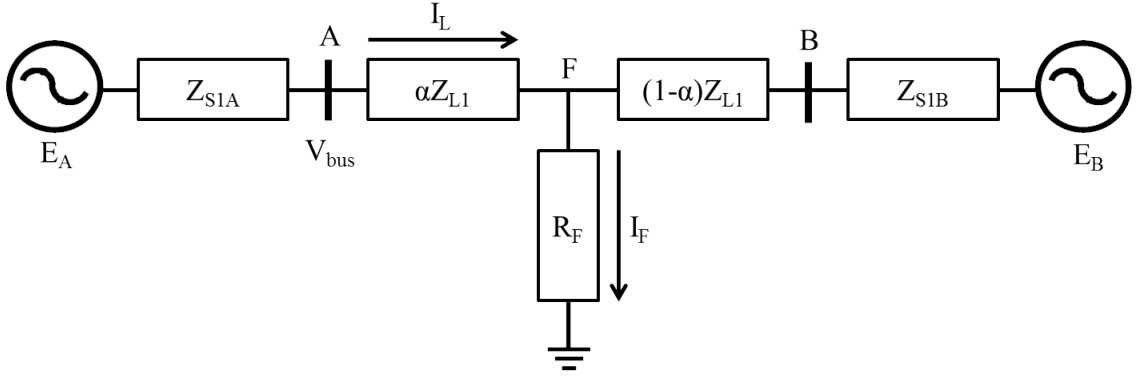 I_L
A
B
F
Z_S1A
αZ_L1
(1-α)Z_L1
Z_S1B
E_A
V_bus
E_B
R_F
I_F